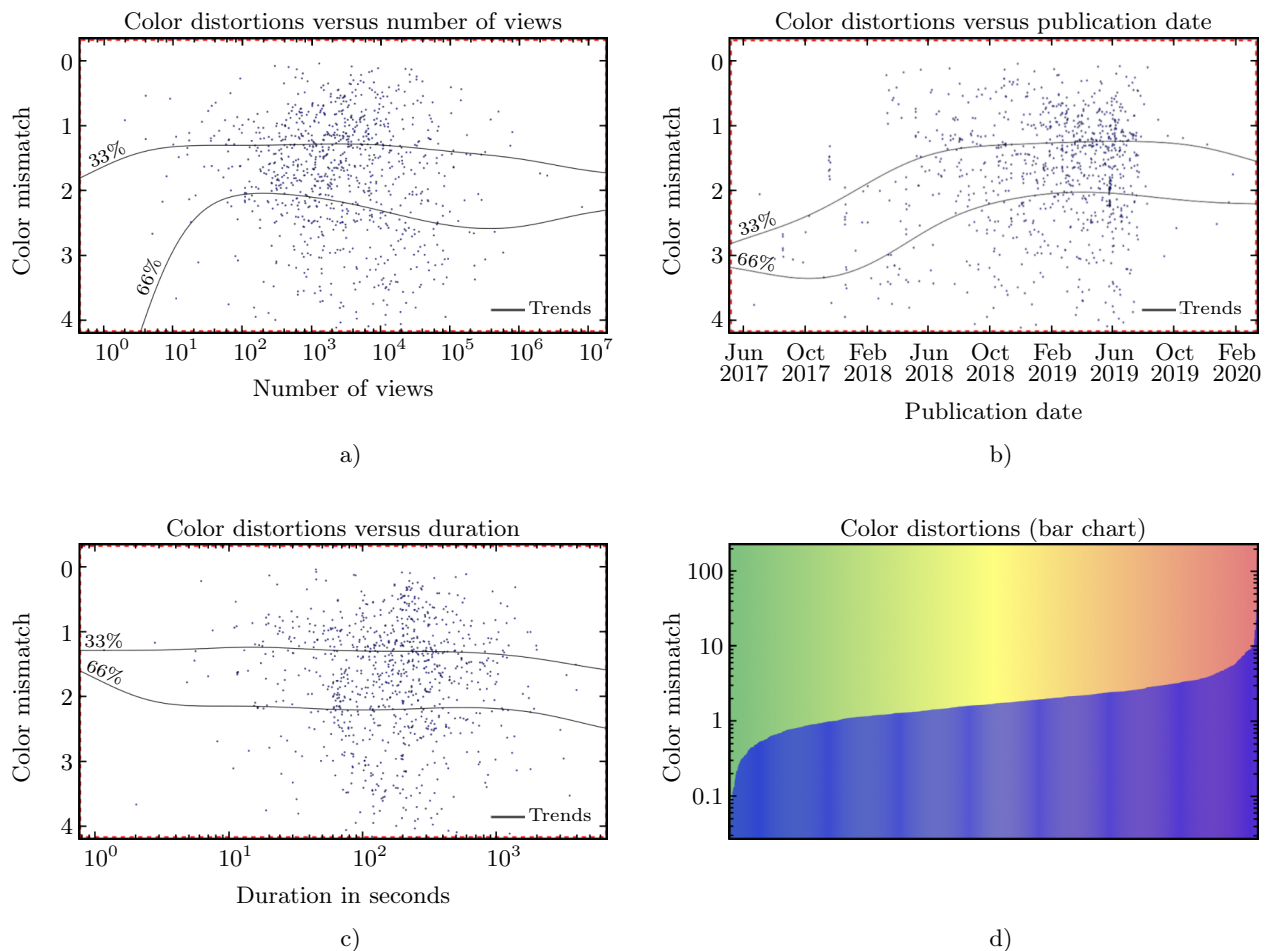 Color distortions versus number of views
0
1
2
3
4
Color mismatch
33%
66%
Trends
10^0 10^1 10^2 10^3 10^4 10^5 10^6 10^7
Number of views
a)
Color distortions versus publication date
0
1
2
3
4
Color mismatch
33%
66%
Trends
Jun Oct Feb Jun Oct Feb Jun Oct Feb
2017 2017 2018 2018 2018 2019 2019 2019 2020
Publication date
b)
Color distortions versus duration
0
1
2
3
4
Color mismatch
33%
66%
Trends
10^0 10^1 10^2 10^3
Duration in seconds
c)
Color distortions (bar chart)
100
10
1
0.1
Color mismatch
d)